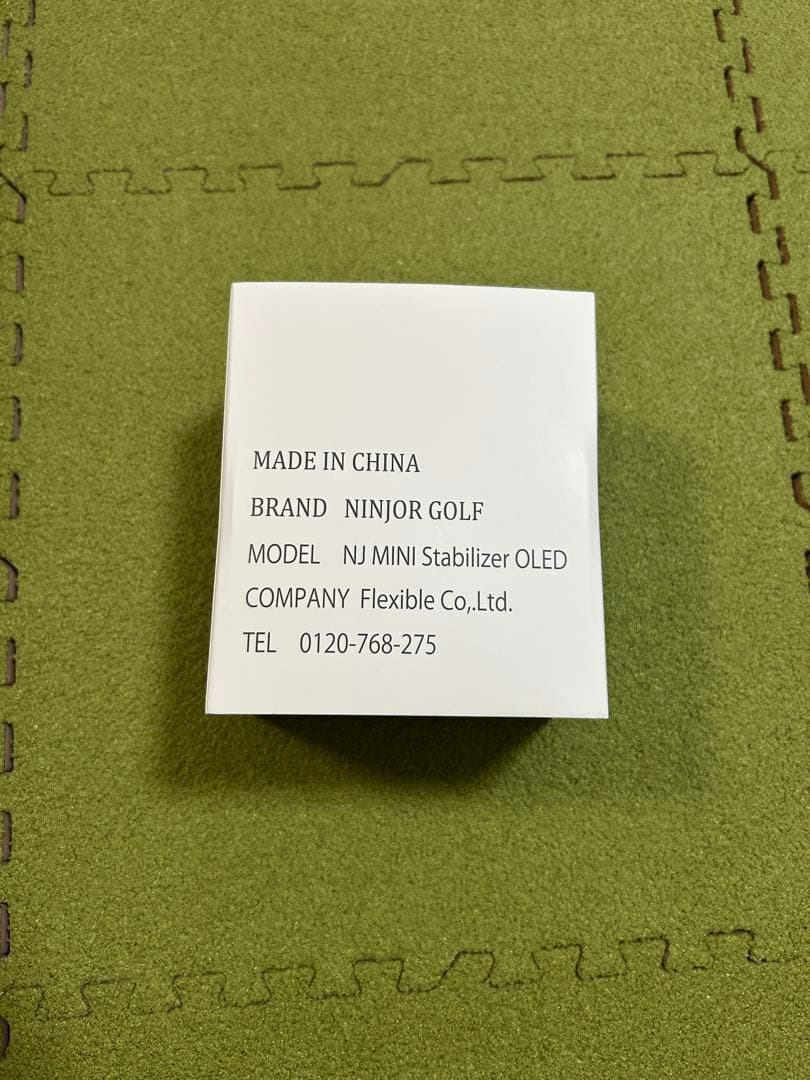 MADE IN CHINA
BRAND NINJOR GOLF
MODEL NJ MINI Stabilizer OLED
COMPANY Flexible Co,.Ltd.
TEL 0120-768-275